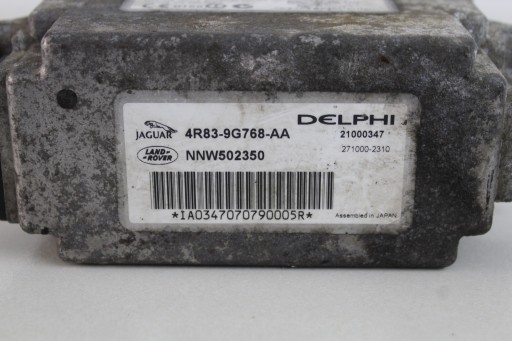 JAGUAR 4R83-9G768-AA DELPHI
21000347
LAND ROVER NNW502350 271000-2310
*IA0347070790005R* Assembled in JAPAN